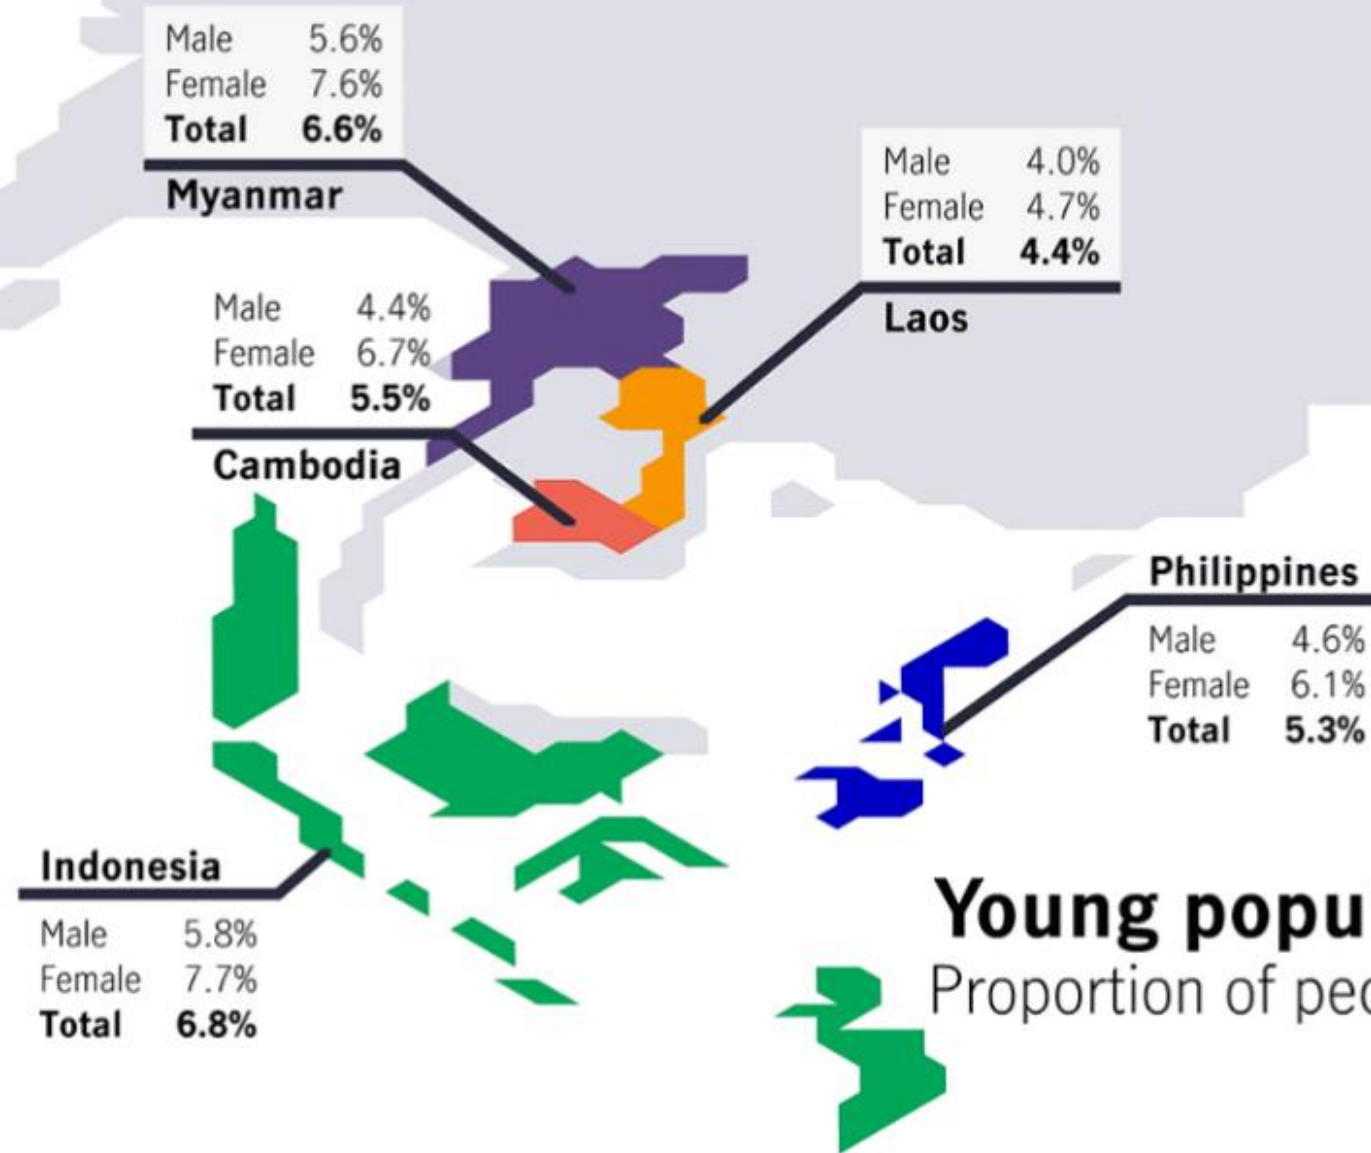 Male 5.6%
Female 7.6%
Total 6.6%
Myanmar
Male 4.0%
Female 4.7%
Total 4.4%
Laos
Male 4.4%
Female 6.7%
Total 5.5%
Cambodia
Philippines
Male 4.6%
Female 6.1%
Total 5.3%
Indonesia
Male 5.8%
Female 7.7%
Total 6.8%
Young popu
Proportion of pec